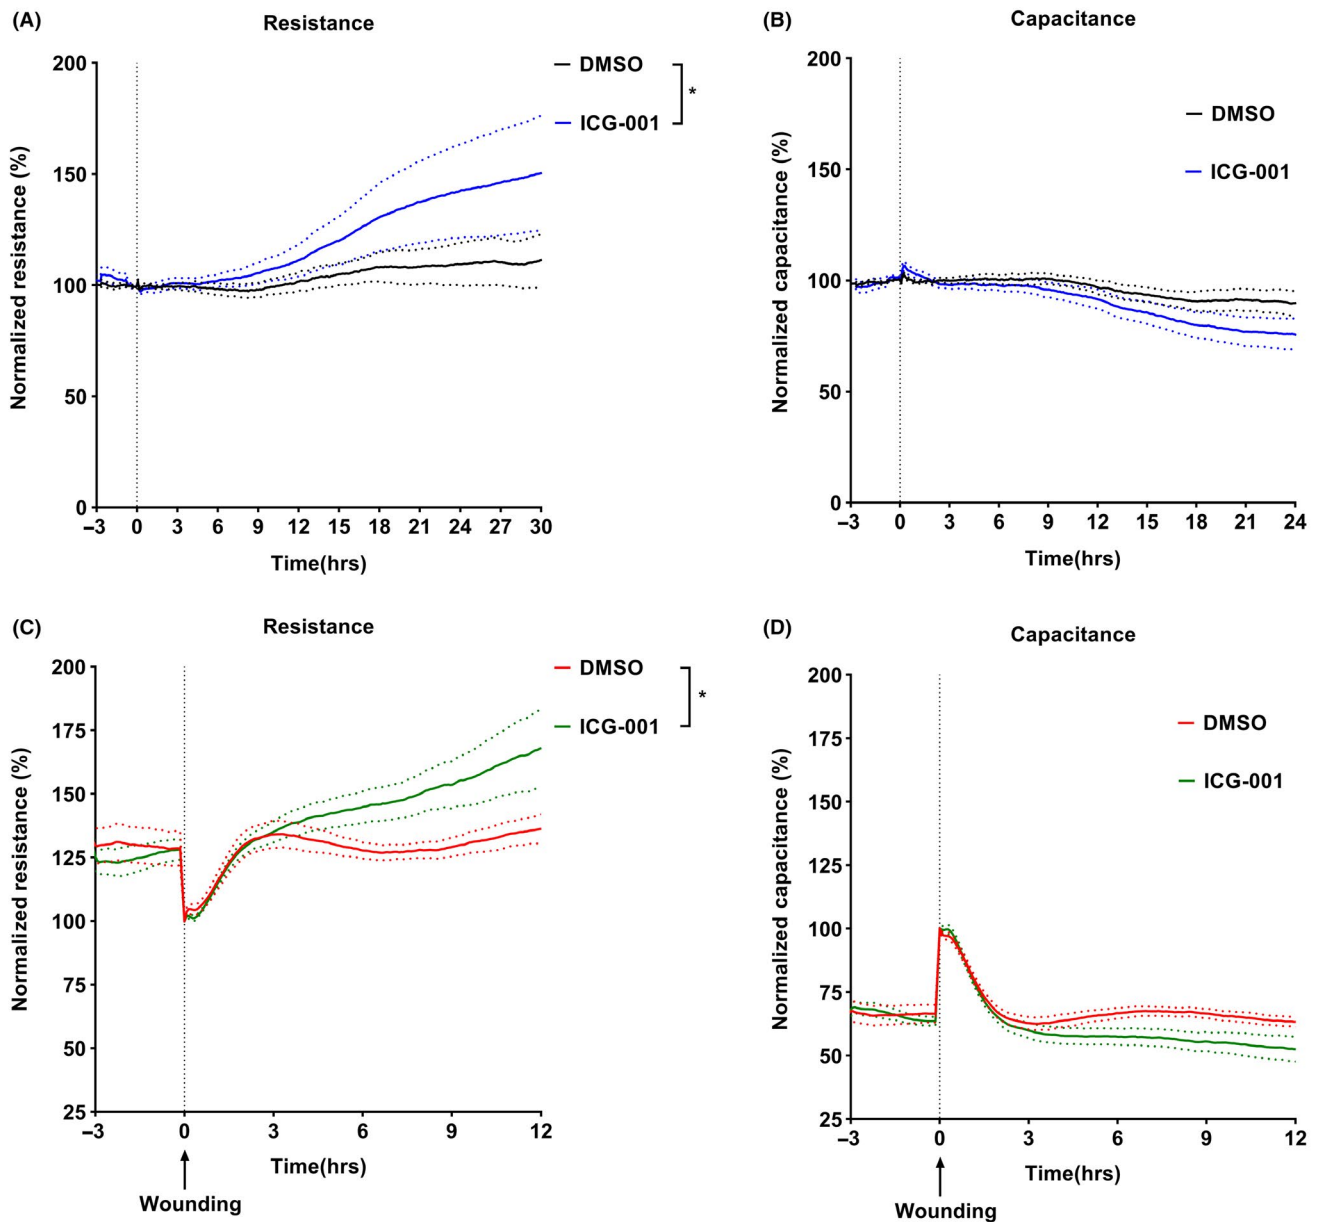 (A)
Resistance
200
150
100
50
0
Normalized resistance (%)
–3 0 3 6 9 12 15 18 21 24 27 30
Time(hrs)
DMSO
ICG-001
*
(B)
Capacitance
200
150
100
50
0
Normalized capacitance (%)
–3 0 3 6 9 12 15 18 21 24
Time(hrs)
DMSO
ICG-001
(C)
Resistance
200
175
150
125
100
75
50
25
Normalized resistance (%)
–3 0 3 6 9 12
Time(hrs)
Wounding
DMSO
ICG-001
*
(D)
Capacitance
200
175
150
125
100
75
50
25
Normalized capacitance (%)
–3 0 3 6 9 12
Time(hrs)
Wounding
DMSO
ICG-001